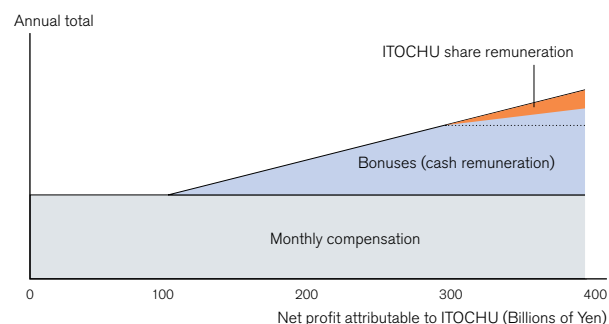 Annual total
ITOCHU share remuneration
Bonuses (cash remuneration)
Monthly compensation
0 100 200 300 400
Net profit attributable to ITOCHU (Billions of Yen)